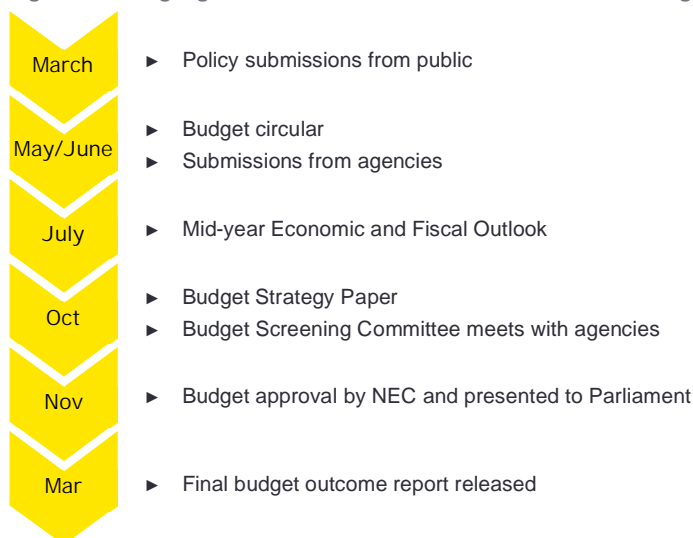 March
► Policy submissions from public
May/June
► Budget circular
► Submissions from agencies
July
► Mid-year Economic and Fiscal Outlook
Oct
► Budget Strategy Paper
► Budget Screening Committee meets with agencies
Nov
► Budget approval by NEC and presented to Parliament
Mar
► Final budget outcome report released